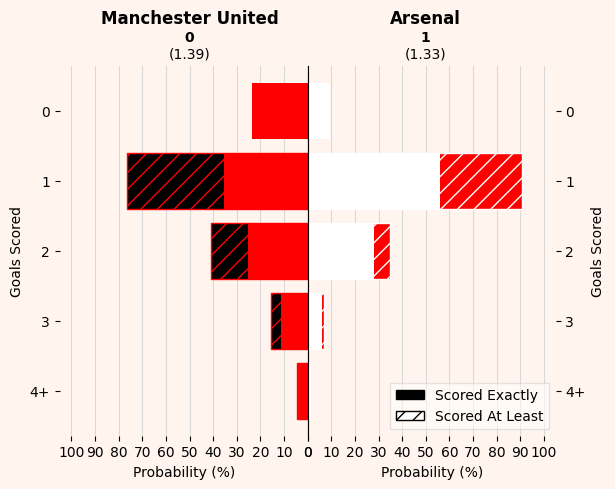 Manchester United
0
(1.39)
Arsenal
1
(1.33)
Goals Scored
0
1
2
3
4+
0
1
2
3
4+
Goals Scored
Scored Exactly
Scored At Least
100 90 80 70 60 50 40 30 20 10 0
0 10 20 30 40 50 60 70 80 90 100
Probability (%)
Probability (%)